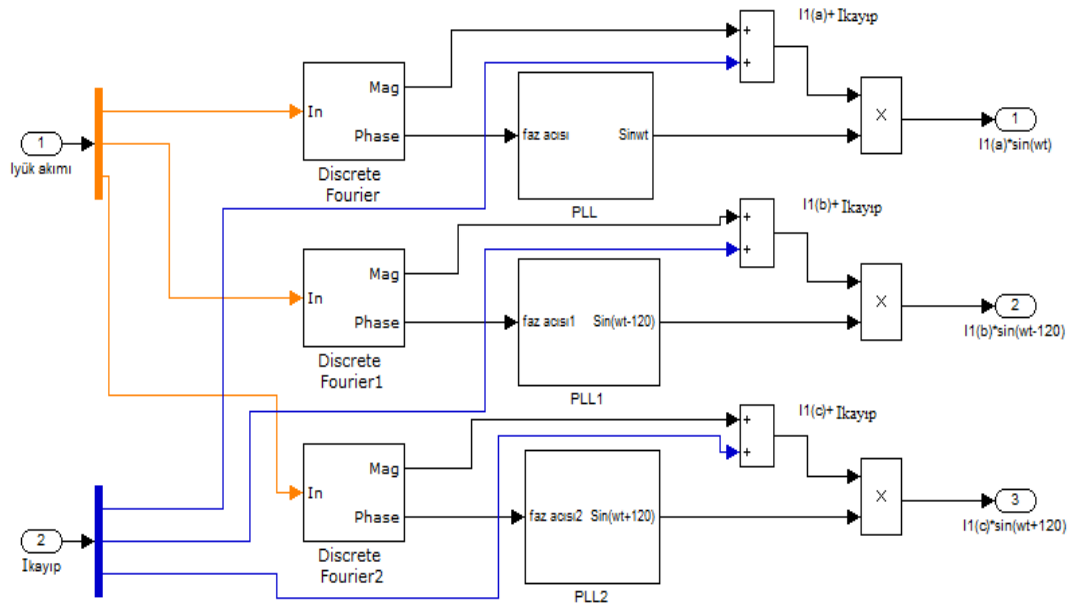 I1(a)+ Ikayıp
+
+
Mag
In
Phase
Discrete
Fourier
faz acısı
Sinwt
PLL
X
1
I1(a)*sin(wt)
1
Iyük akımı
I1(b)+ Ikayıp
+
+
Mag
In
Phase
Discrete
Fourier1
faz acısı1
Sin(wt-120)
PLL1
X
2
I1(b)*sin(wt-120)
I1(c)+ Ikayıp
+
+
Mag
In
Phase
Discrete
Fourier2
faz acısı2
Sin(wt+120)
PLL2
X
3
I1(c)*sin(wt+120)
2
İkayıp